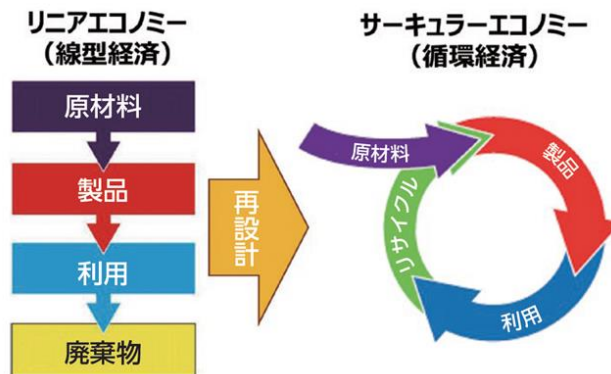 リニアエコノミー
（線型経済）
原材料
製品
利用
廃棄物
再設計
サーキュラーエコノミー
（循環経済）
原材料
製品
利用
リサイクル